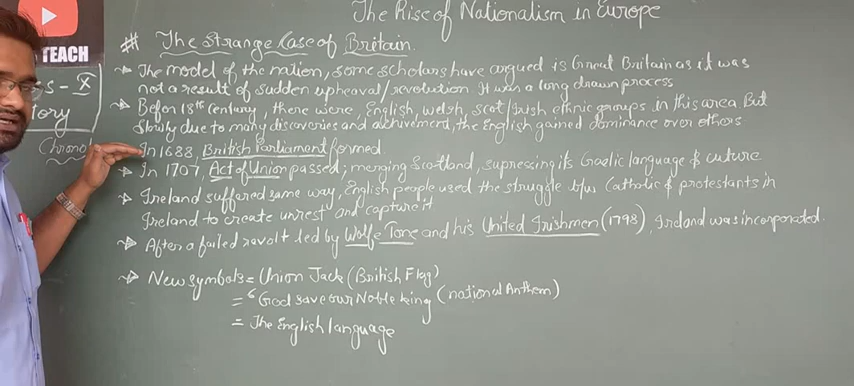 The Rise of Nationalism in Europe
TEACH
s-X
ory
Chrono
# The Strange Case of Britain.
The model of the nation, some scholars have argued is Great Britain as it was
not a result of sudden upheaval/revolution. It was a long drawn process
Before 18th century, there were, English, Welsh, Scot/Irish ethnic groups in this area But
slowly due to many discoveries and achivement, the English gained dominance over others-
In 1688, British Parliament formed.
In 1707, Act of Union passed; merging Scotland, supressing its Gaelic language & culture
Ireland suffered same way, English people used the struggle b/w Catholic & protestants in
Ireland to create unrest and capture it
After a failed revolt led by Wolfe Tone and his United Irishmen (1798), Ireland was incorporated.
New symbols = Union Jack (British Flag)
= "God save our Noble king (national Anthem)
= The English language